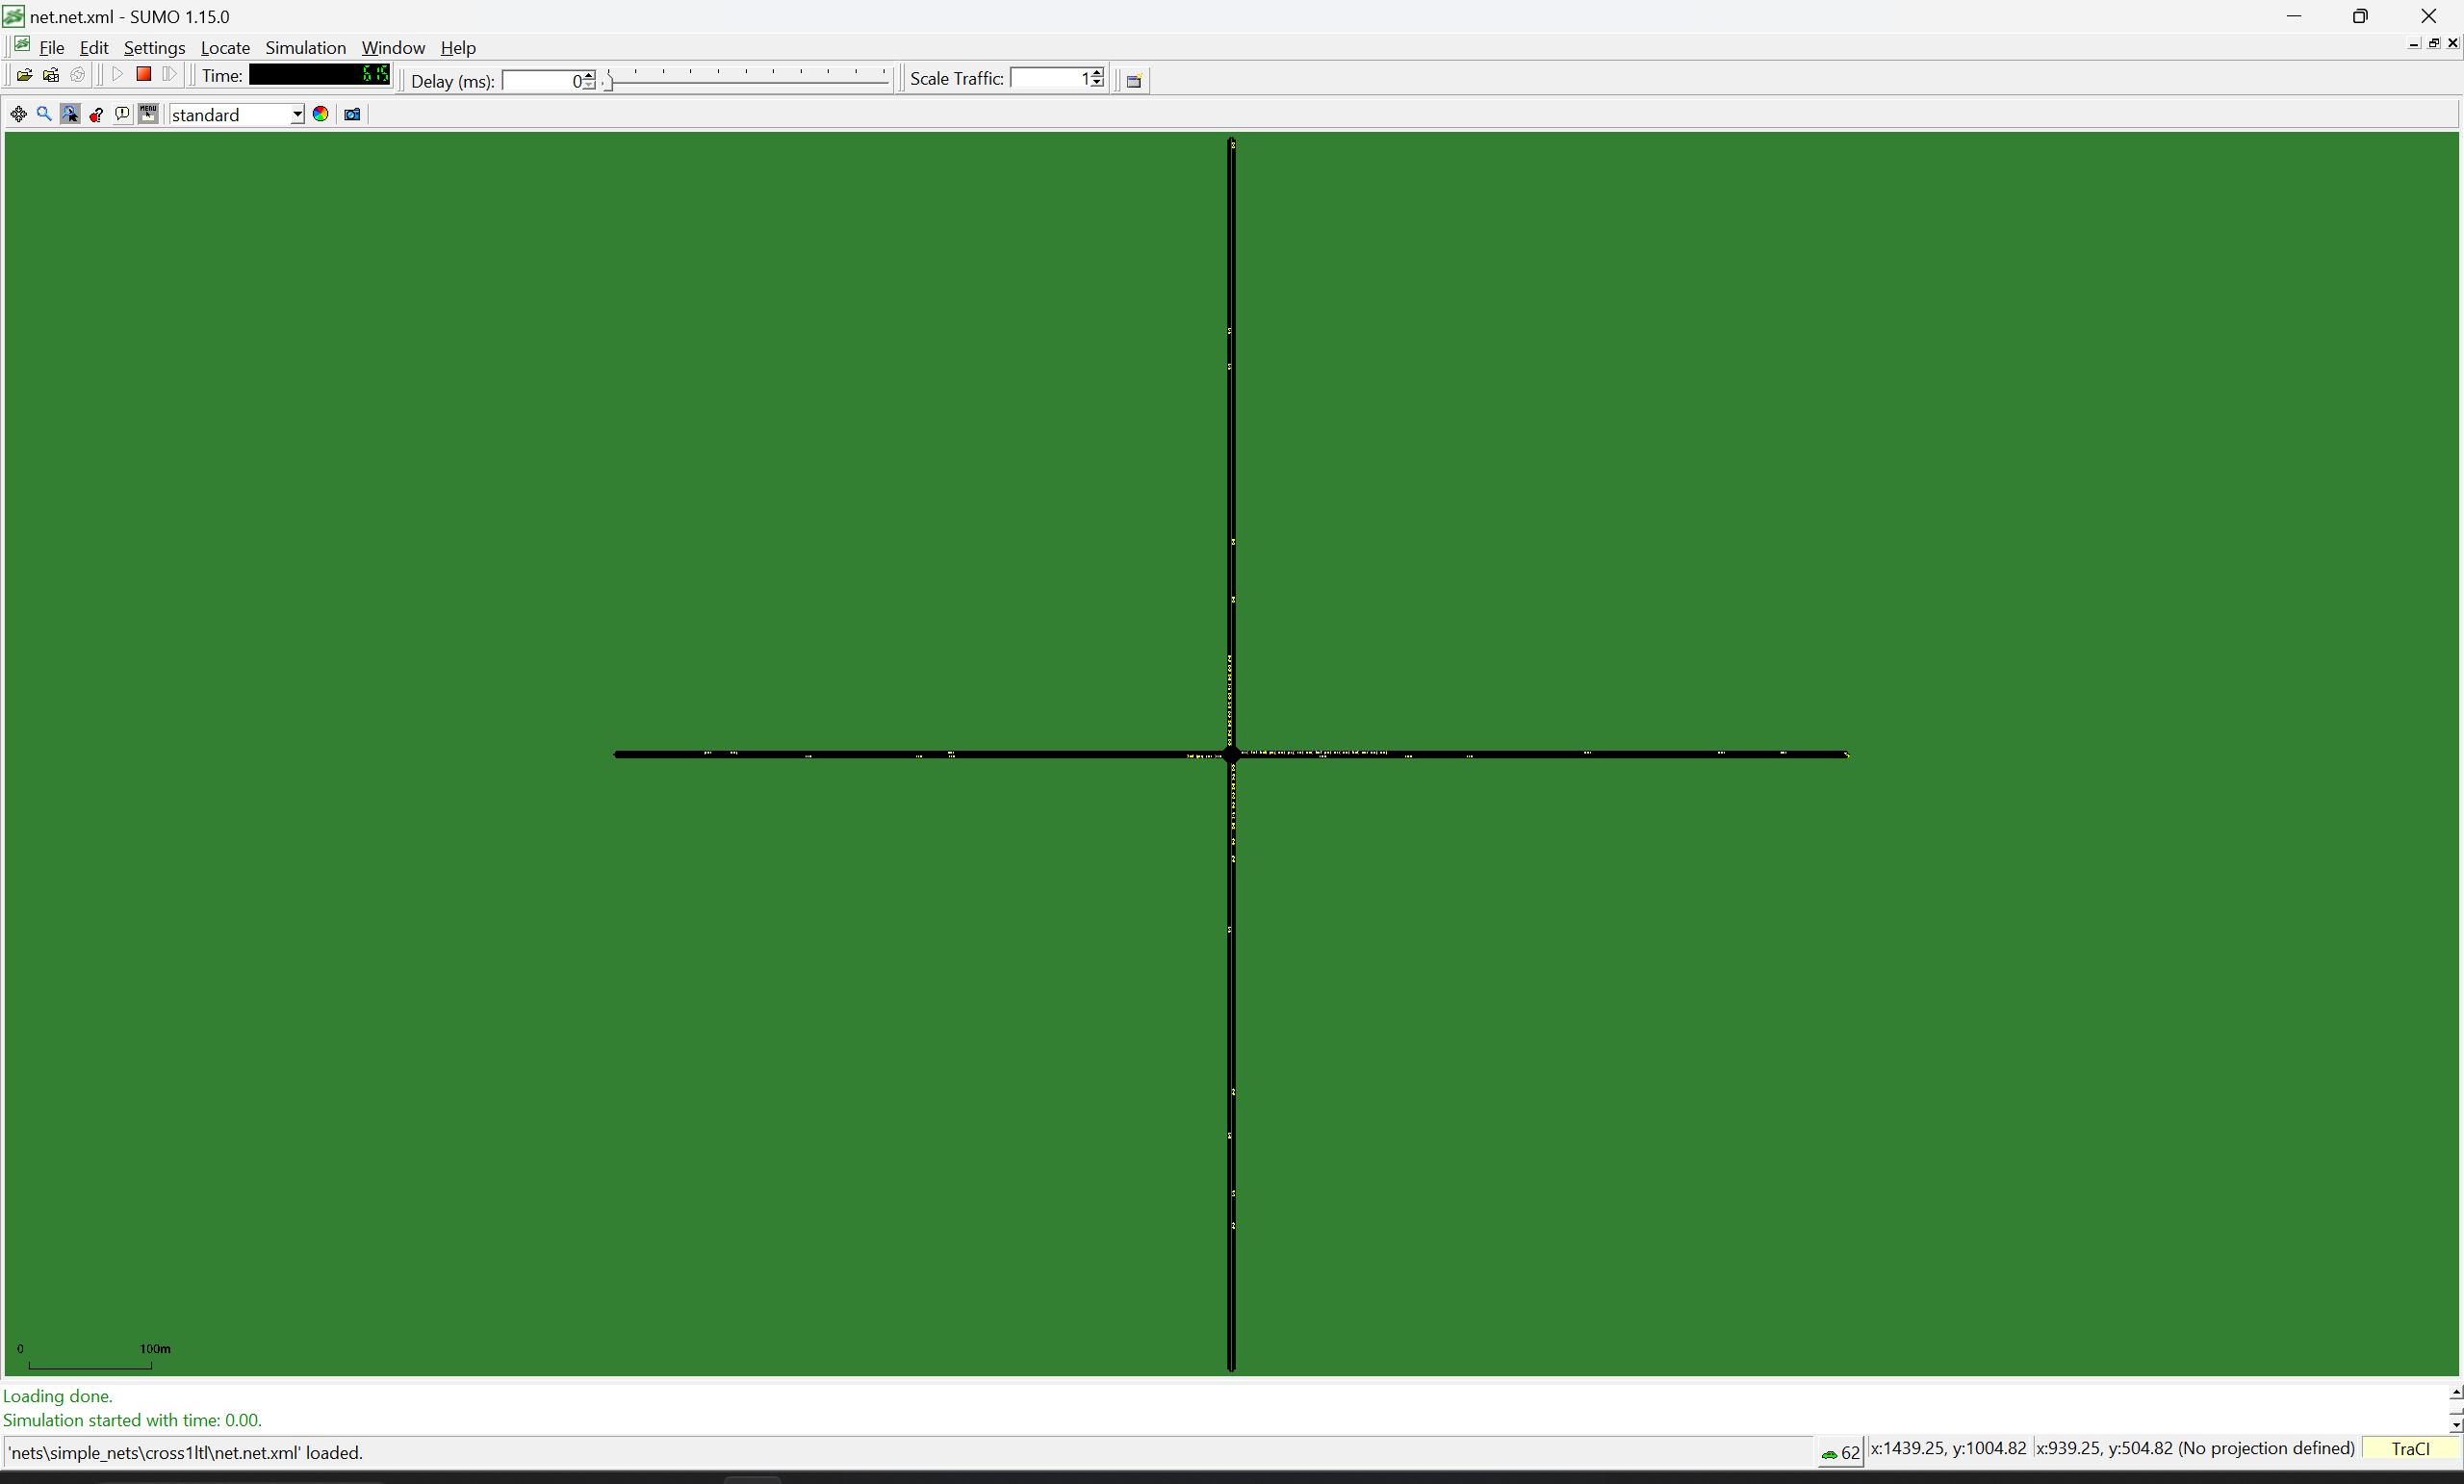 net.net.xml - SUMO 1.15.0
File Edit Settings Locate Simulation Window Help
Time: 615 Delay (ms): 0 Scale Traffic: 1
MENU standard
0 100m
Loading done.
Simulation started with time: 0.00.
'nets\simple_nets\cross1ltl\net.net.xml' loaded. 62 x:1439.25, y:1004.82 x:939.25, y:504.82 (No projection defined) TraCI